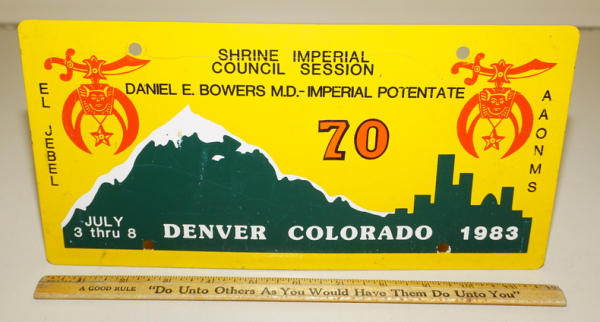 SHRINE IMPERIAL
COUNCIL SESSION
DANIEL E. BOWERS M.D.-IMPERIAL POTENTATE
EL JEBEL
70
AAONMS
JULY
3 thru 8
DENVER COLORADO 1983
A GOOD RULE "Do Unto Others As You Would Have Them Do Unto You"